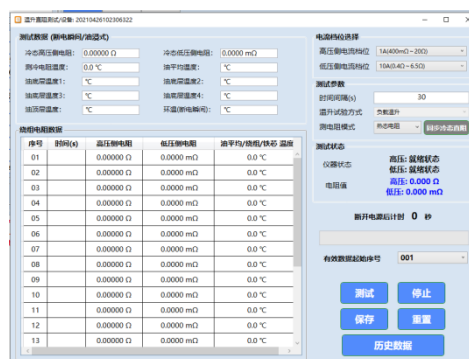 温升直阻测试/设备: 20210426102306322
测试数据 (断电瞬间/油温式)
冷态高压侧电阻: 0.00000 Ω 冷态低压侧电阻: 0.0000 mΩ
测冷电阻温度: 0.0 ℃ 油平均温度: ℃
油底层温度1: ℃ 油底层温度2: ℃
油底层温度3: ℃ 油底层温度4: ℃
油顶层温度: ℃ 环温(断电瞬间): ℃
绕组电阻数据
序号 时间(s) 高压侧电阻 低压侧电阻 油平均/绕组/铁芯 温度
01 0.00000 Ω 0.0000 mΩ 0.0 ℃
02 0.00000 Ω 0.0000 mΩ 0.0 ℃
03 0.00000 Ω 0.0000 mΩ 0.0 ℃
04 0.00000 Ω 0.0000 mΩ 0.0 ℃
05 0.00000 Ω 0.0000 mΩ 0.0 ℃
06 0.00000 Ω 0.0000 mΩ 0.0 ℃
07 0.00000 Ω 0.0000 mΩ 0.0 ℃
08 0.00000 Ω 0.0000 mΩ 0.0 ℃
09 0.00000 Ω 0.0000 mΩ 0.0 ℃
10 0.00000 Ω 0.0000 mΩ 0.0 ℃
11 0.00000 Ω 0.0000 mΩ 0.0 ℃
12 0.00000 Ω 0.0000 mΩ 0.0 ℃
13 0.00000 Ω 0.0000 mΩ 0.0 ℃
电流档位选择
高压侧电流档位 1A(400mΩ~20Ω)
低压侧电流档位 10A(0.4Ω~6.5Ω)
测试参数
时间间隔(s) 30
温升试验方式 负载温升
测电阻模式 热态电阻 同步冷态直阻
测试状态
仪器状态 高压: 就绪状态
低压: 就绪状态
电阻值 高压: 0.000 Ω
低压: 0.000 mΩ
断开电源后计时 0 秒
有效数据起始序号 001
测试 停止
保存 重置
历史数据